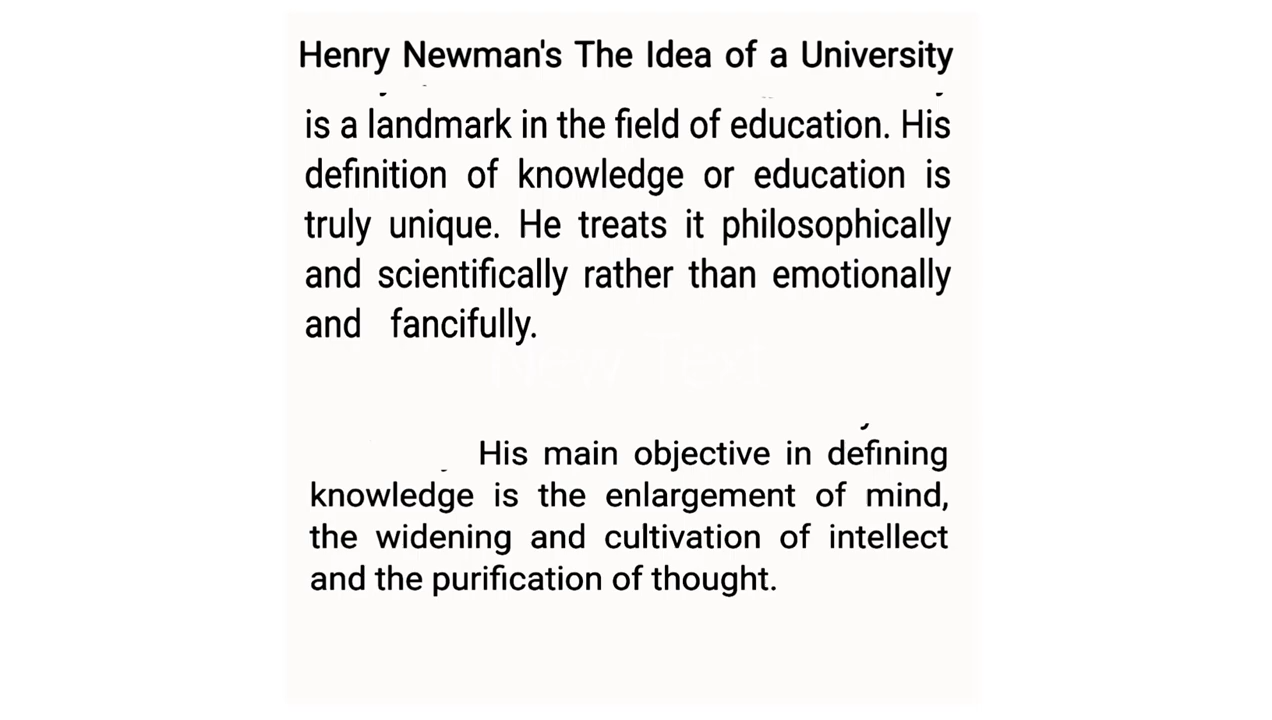 Henry Newman's The Idea of a University
is a landmark in the field of education. His
definition of knowledge or education is
truly unique. He treats it philosophically
and scientifically rather than emotionally
and fancifully.
New Text
His main objective in defining
knowledge is the enlargement of mind,
the widening and cultivation of intellect
and the purification of thought.